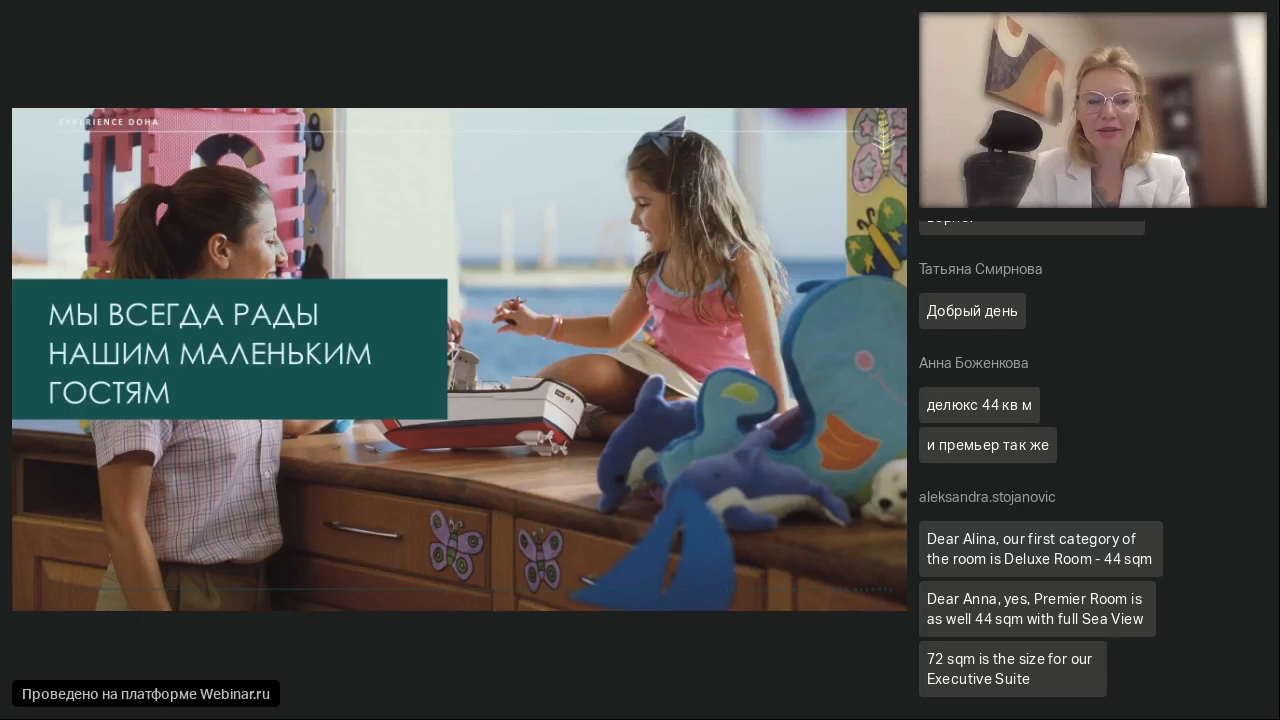 EXPERIENCE DOHA
МЫ ВСЕГДА РАДЫ
НАШИМ МАЛЕНЬКИМ
ГОСТЯМ
Проведено на платформе Webinar.ru
Татьяна Смирнова
Добрый день
Анна Боженкова
делюкс 44 кв м
и премьер так же
aleksandra.stojanovic
Dear Alina, our first category of
the room is Deluxe Room - 44 sqm
Dear Anna, yes, Premier Room is
as well 44 sqm with full Sea View
72 sqm is the size for our
Executive Suite